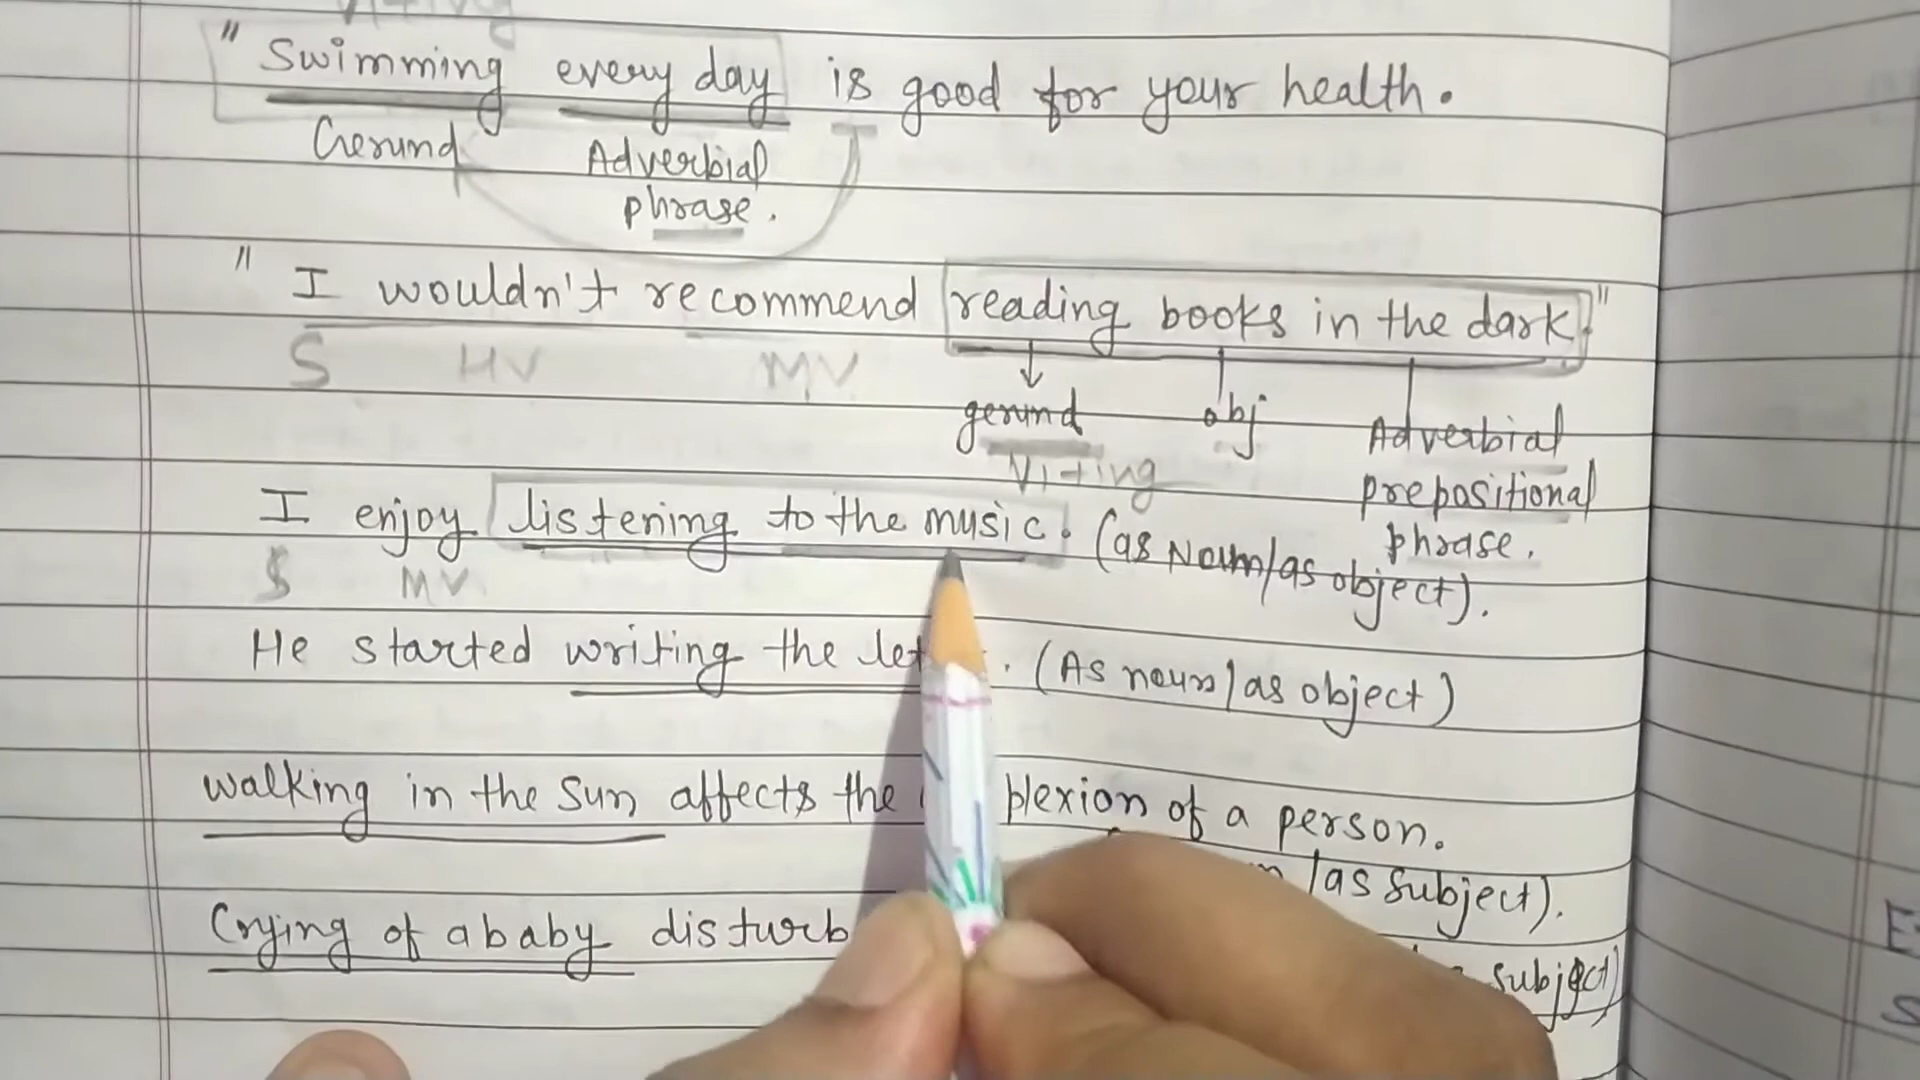 " Swimming every day is good for your health.
Gerund Adverbial
phrase.
" I wouldn't recommend reading books in the dark."
S HV MV
gerund obj Adverbial
V1+ing prepositional
phrase.
I enjoy listening to the music. (as Noun/as object).
S MV
He started writing the let . (As noun/as object)
walking in the sun affects the plexion of a person.
/as subject).
Crying of a baby disturb
subject)